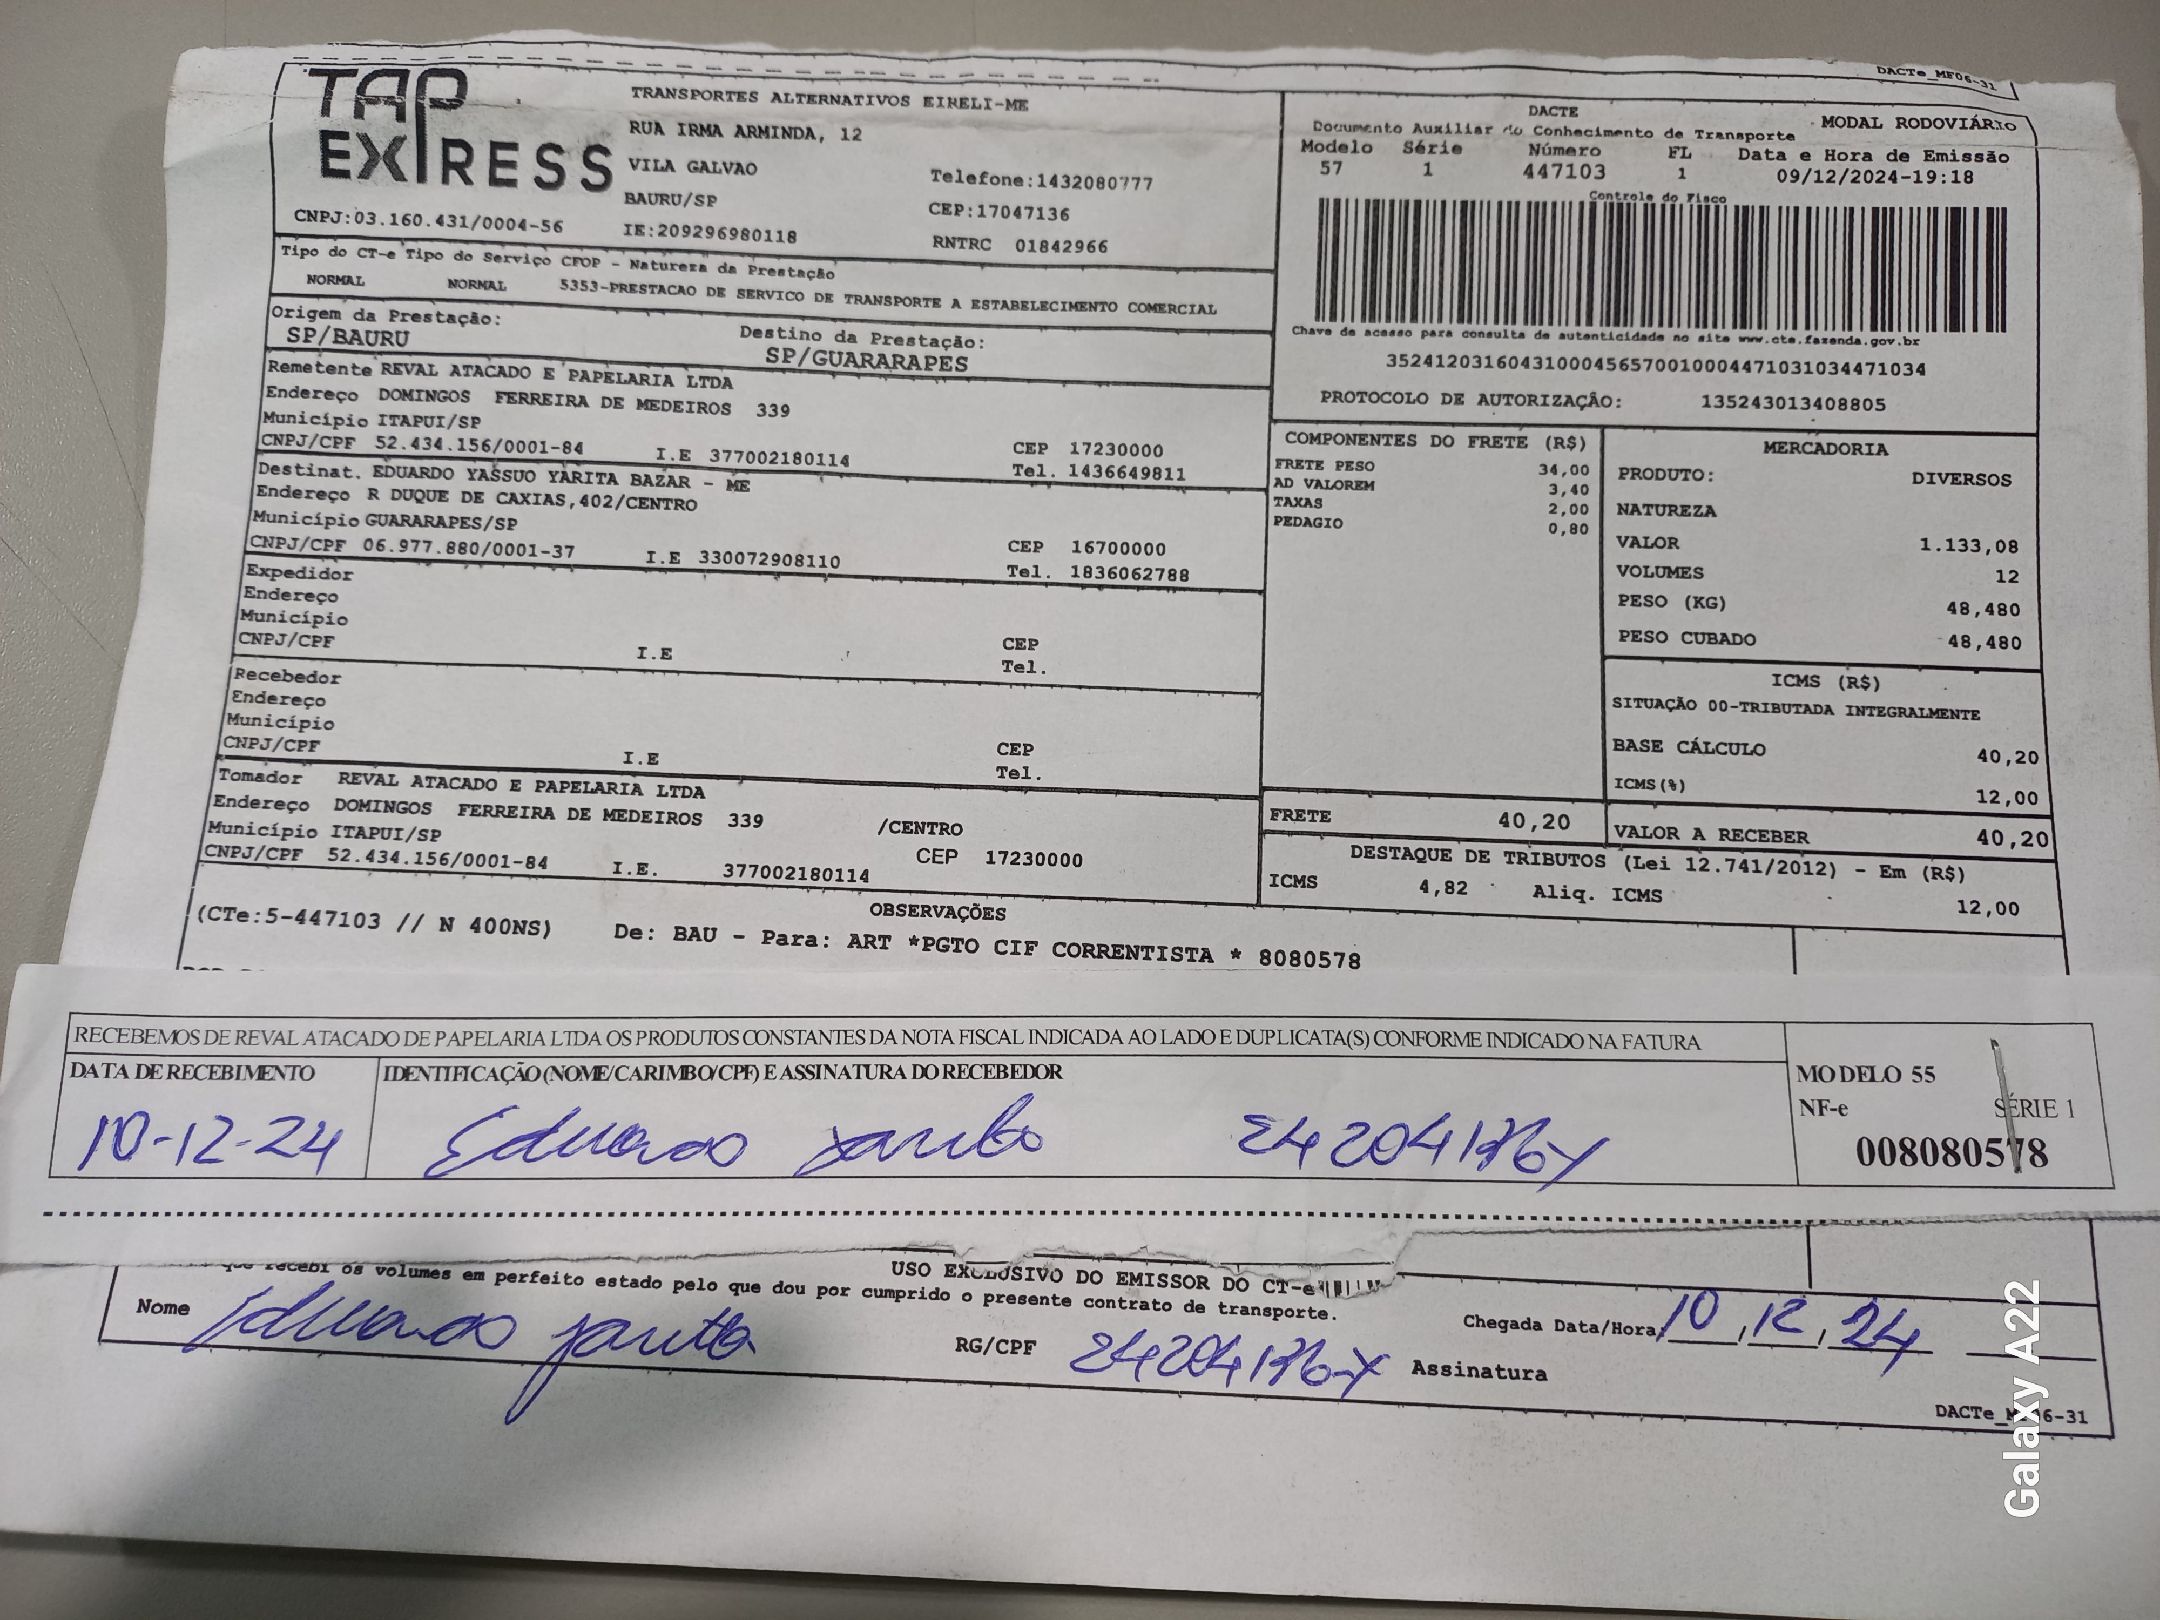 DACTe_MF06-31
TAP EXPRESS
TRANSPORTES ALTERNATIVOS EIRELI-ME
RUA IRMA ARMINDA, 12
VILA GALVAO Telefone:1432080777
BAURU/SP CEP:17047136
CNPJ:03.160.431/0004-56 IE:209296980118 RNTRC 01842966
DACTE MODAL RODOVIÁRIO
Documento Auxiliar do Conhecimento de Transporte
Modelo Série Número FL Data e Hora de Emissão
57 1 447103 1 09/12/2024-19:18
Controle do Fisco
Chave de acesso para consulta de autenticidade no site www.cte.fazenda.gov.br
35241203160431000456570010004471031034471034
PROTOCOLO DE AUTORIZAÇÃO: 135243013408805
Tipo do CT-e Tipo do Serviço CFOP - Natureza da Prestação
NORMAL NORMAL 5353-PRESTACAO DE SERVICO DE TRANSPORTE A ESTABELECIMENTO COMERCIAL
Origem da Prestação: Destino da Prestação:
SP/BAURU SP/GUARARAPES
Remetente REVAL ATACADO E PAPELARIA LTDA
Endereço DOMINGOS FERREIRA DE MEDEIROS 339
Município ITAPUI/SP CEP 17230000
CNPJ/CPF 52.434.156/0001-84 I.E 377002180114 Tel. 1436649811
Destinat. EDUARDO YASSUO YARITA BAZAR - ME
Endereço R DUQUE DE CAXIAS,402/CENTRO
Município GUARARAPES/SP CEP 16700000
CNPJ/CPF 06.977.880/0001-37 I.E 330072908110 Tel. 1836062788
Expedidor
Endereço
Município CEP
CNPJ/CPF I.E Tel.
Recebedor
Endereço
Município CEP
CNPJ/CPF I.E Tel.
Tomador REVAL ATACADO E PAPELARIA LTDA
Endereço DOMINGOS FERREIRA DE MEDEIROS 339 /CENTRO
Município ITAPUI/SP CEP 17230000
CNPJ/CPF 52.434.156/0001-84 I.E. 377002180114
COMPONENTES DO FRETE (R$)
FRETE PESO 34,00
AD VALOREM 3,40
TAXAS 2,00
PEDAGIO 0,80
MERCADORIA
PRODUTO: DIVERSOS
NATUREZA
VALOR 1.133,08
VOLUMES 12
PESO (KG) 48,480
PESO CUBADO 48,480
ICMS (R$)
SITUAÇÃO 00-TRIBUTADA INTEGRALMENTE
BASE CÁLCULO 40,20
ICMS(%) 12,00
FRETE 40,20 VALOR A RECEBER 40,20
DESTAQUE DE TRIBUTOS (Lei 12.741/2012) - Em (R$)
ICMS 4,82 Aliq. ICMS 12,00
OBSERVAÇÕES
(CTe:5-447103 // N 400NS) De: BAU - Para: ART *PGTO CIF CORRENTISTA * 8080578
RECEBEMOS DE REVAL ATACADO DE PAPELARIA LTDA OS PRODUTOS CONSTANTES DA NOTA FISCAL INDICADA AO LADO E DUPLICATA(S) CONFORME INDICADO NA FATURA
DATA DE RECEBIMENTO IDENTIFICAÇÃO (NOME/CARIMBO/CPF) E ASSINATURA DO RECEBEDOR
10-12-24 Eduardo
MODELO 55
NF-e SÉRIE 1
008080578
USO EXCLUSIVO DO EMISSOR DO CT-e
recebi os volumes em perfeito estado pelo que dou por cumprido o presente contrato de transporte.
Nome Eduardo RG/CPF Assinatura
Chegada Data/Hora 10, 12, 24
DACTe_MF06-31
Galaxy A22